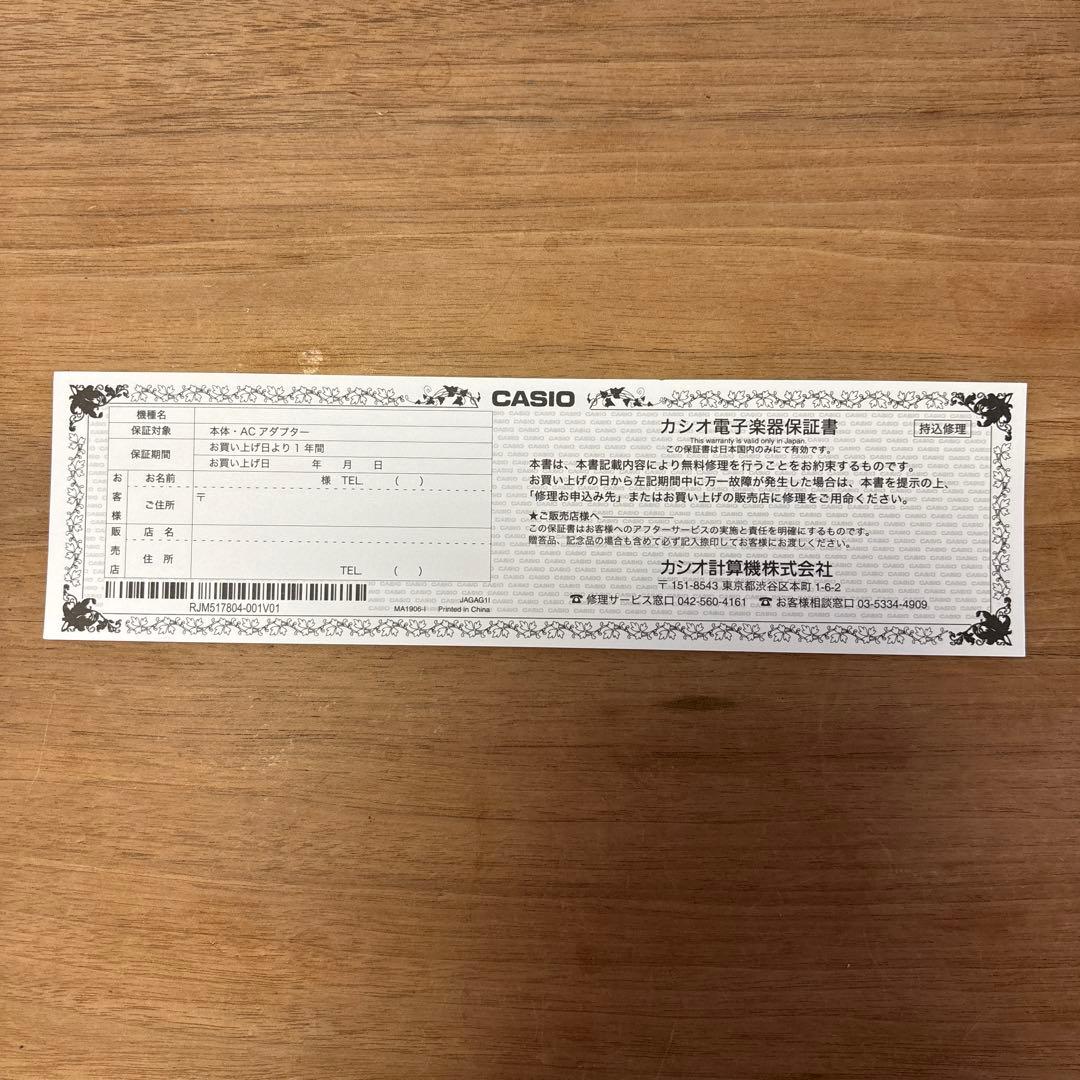 CASIO
機種名
保証対象 本体・ACアダプター
保証期間 お買い上げ日より1年間
お買い上げ日 年 月 日
お客様 お名前 様 TEL. ( )
ご住所 〒
販売店 店名
住所
TEL. ( )
RJM517804-001V01
JAGAG11
MA1906-I Printed in China
カシオ電子楽器保証書
持込修理
This warranty is valid only in Japan.
この保証書は日本国内のみにて有効です。
本書は、本書記載内容により無料修理を行うことをお約束するものです。
お買い上げの日から左記期間中に万一故障が発生した場合は、本書を提示の上、
「修理お申込み先」またはお買い上げの販売店に修理をご用命ください。
★ご販売店様へ
この保証書はお客様へのアフターサービスの実施と責任を明確にするものです。
贈答品、記念品の場合も含めて必ず記入捺印してお客様にお渡しください。
カシオ計算機株式会社
〒151-8543 東京都渋谷区本町1-6-2
☎修理サービス窓口 042-560-4161 ☎お客様相談窓口 03-5334-4909